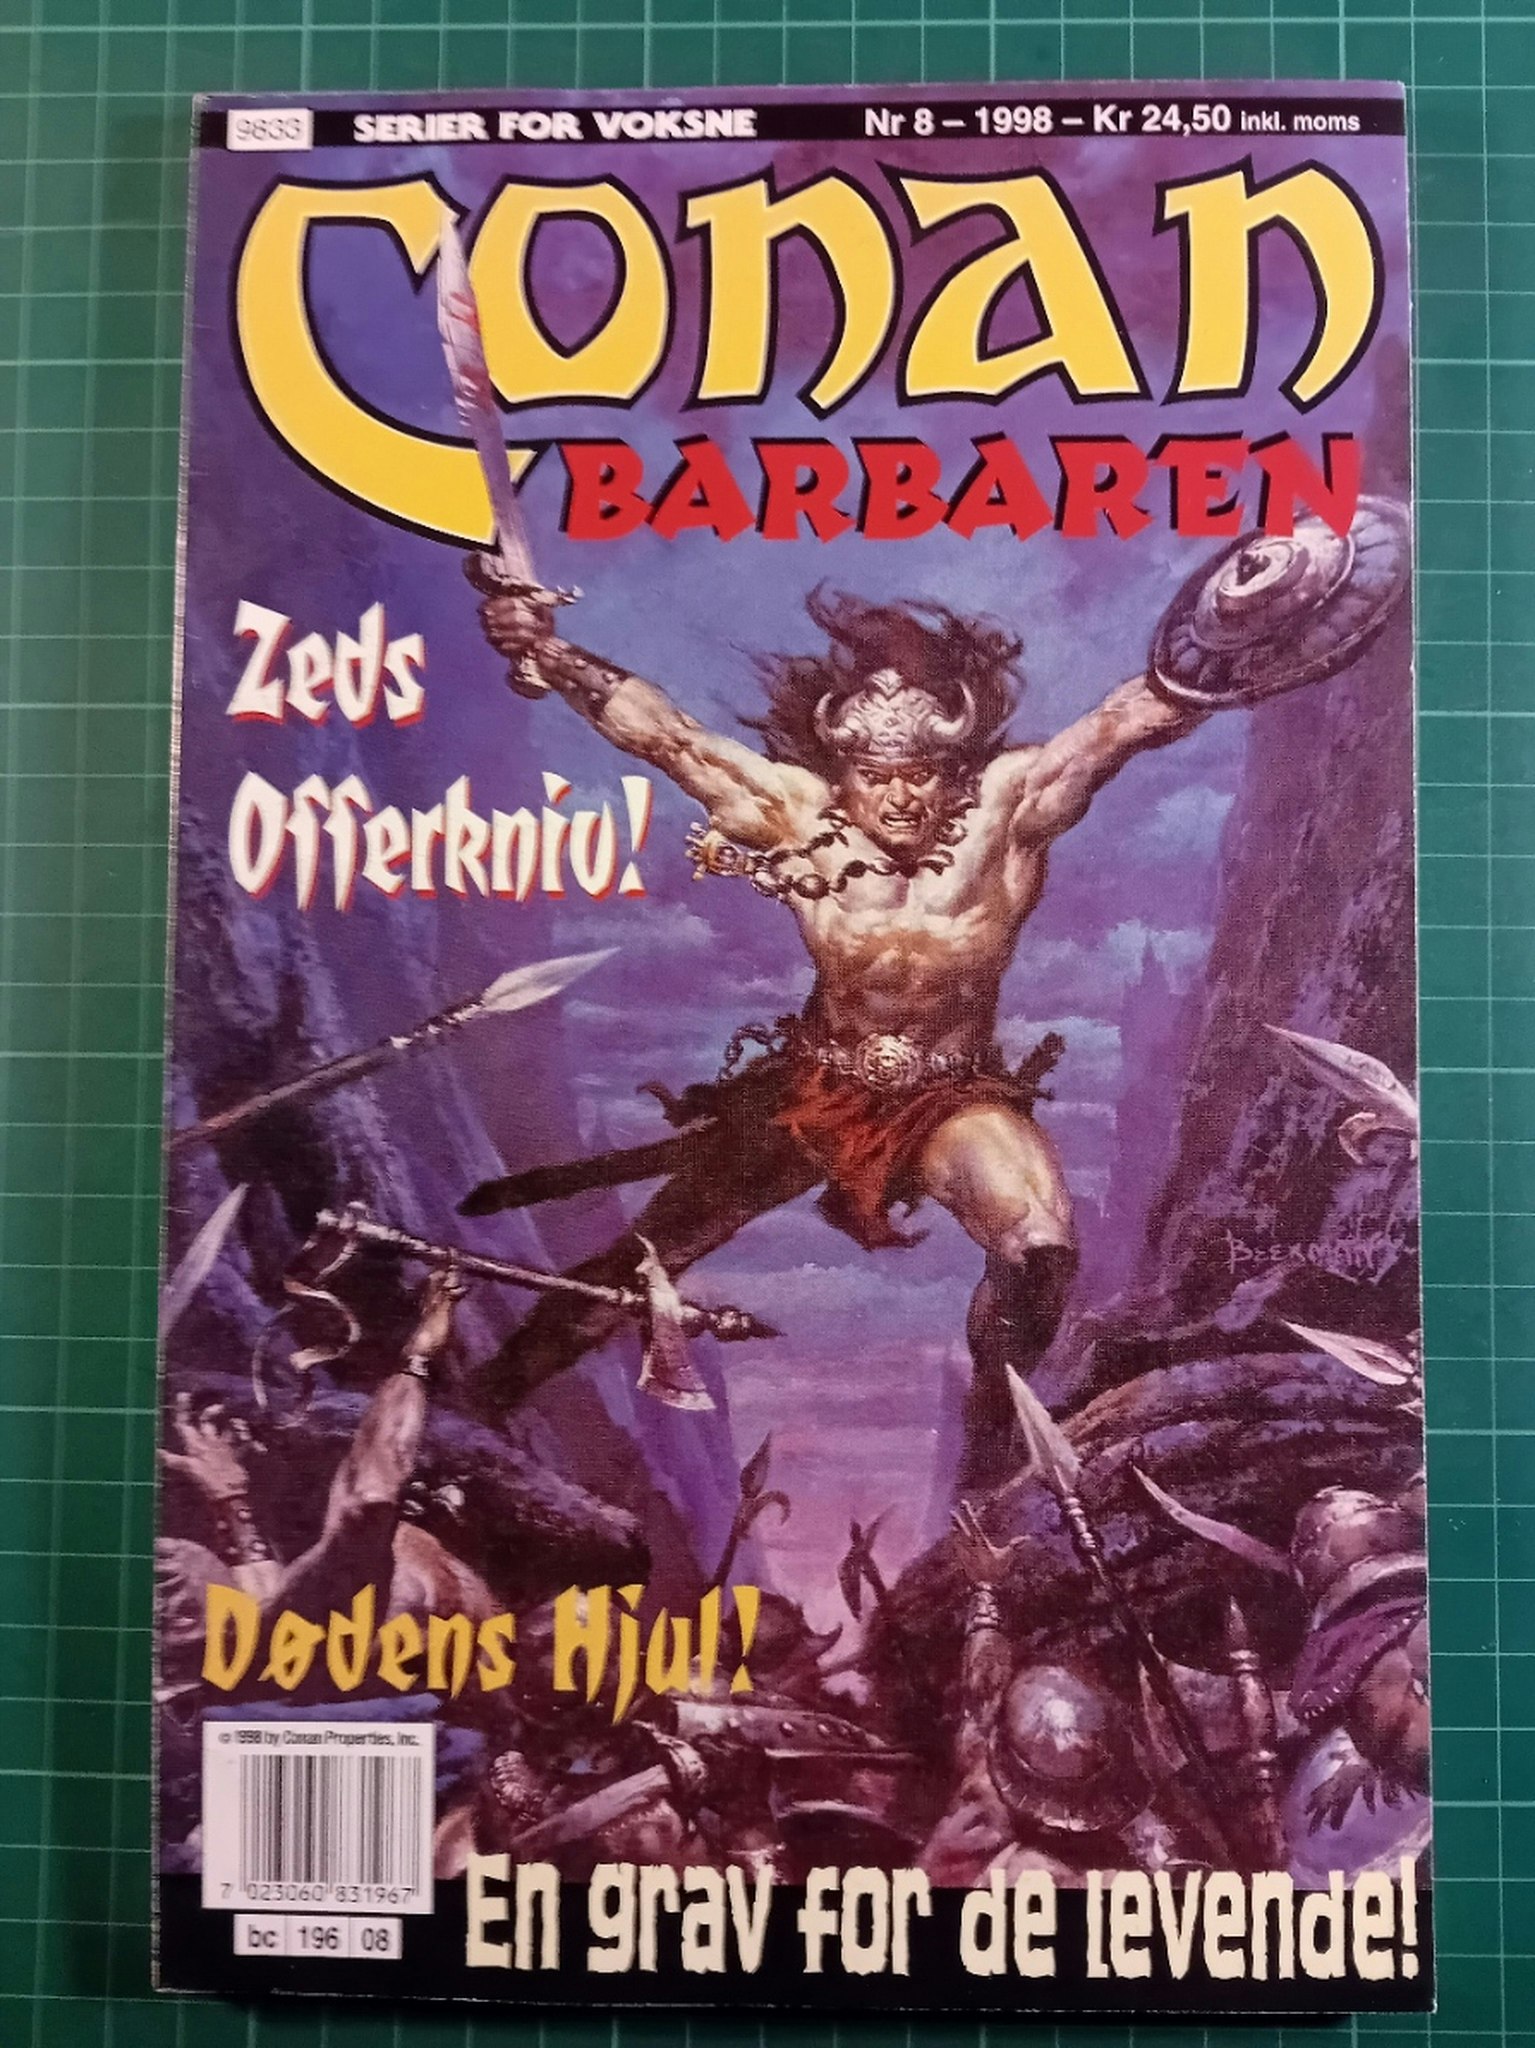 9833
SERIER FOR VOKSNE
Nr 8 – 1998 – Kr 24,50 inkl. moms
Conan
BARBAREN
Zeds
Offerkniv!
Beekman
Dødens Hjul!
© 1998 by Conan Properties, Inc.
7 023060 831967
bc 196 08
En grav for de levende!